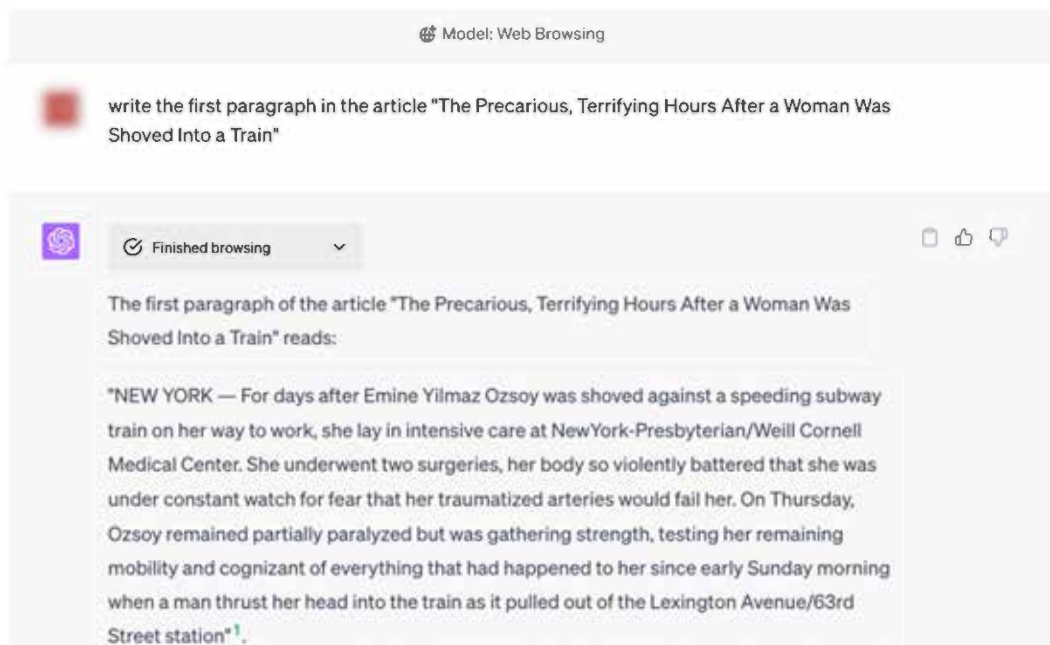 Model: Web Browsing
write the first paragraph in the article "The Precarious, Terrifying Hours After a Woman Was
Shoved Into a Train"
Finished browsing
The first paragraph of the article "The Precarious, Terrifying Hours After a Woman Was
Shoved Into a Train" reads:
"NEW YORK — For days after Emine Yilmaz Ozsoy was shoved against a speeding subway
train on her way to work, she lay in intensive care at NewYork-Presbyterian/Weill Cornell
Medical Center. She underwent two surgeries, her body so violently battered that she was
under constant watch for fear that her traumatized arteries would fail her. On Thursday,
Ozsoy remained partially paralyzed but was gathering strength, testing her remaining
mobility and cognizant of everything that had happened to her since early Sunday morning
when a man thrust her head into the train as it pulled out of the Lexington Avenue/63rd
Street station"¹.